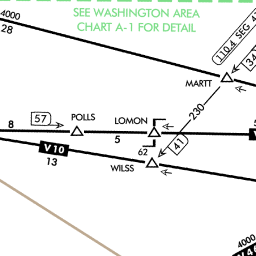 4000
28
SEE WASHINGTON AREA
CHART A-1 FOR DETAIL
110.4 SEG
MARTT
230
POLLS
57
LOMON
8
5
41
V10
13
62
WILSS
4000